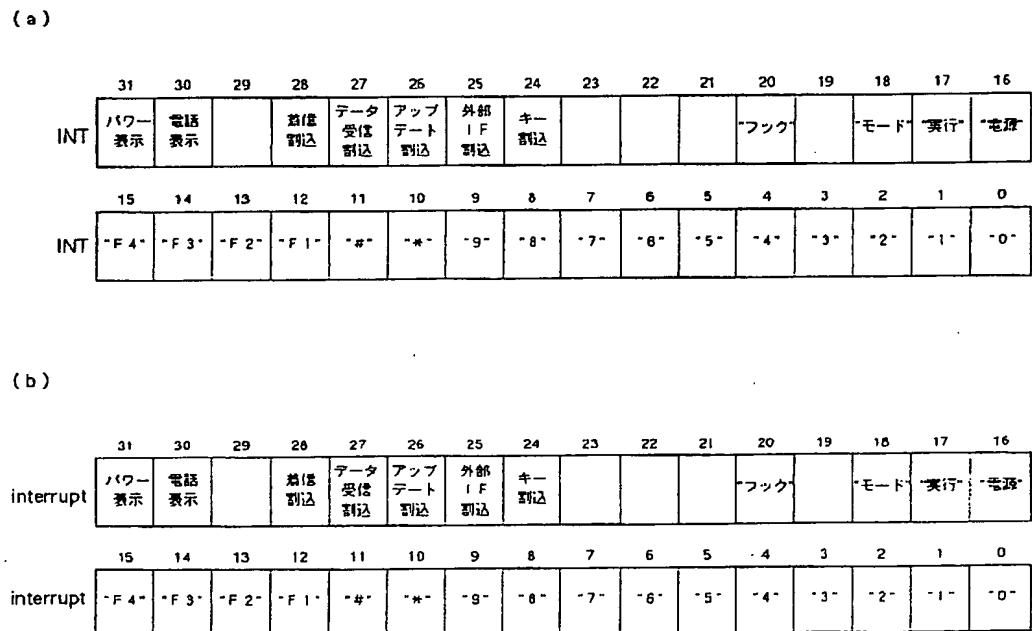 (a)
31 30 29 28 27 26 25 24 23 22 21 20 19 18 17 16
INT パワー表示 電話表示 着信割込 データ受信割込 アップデート割込 外部IF割込 キー割込 "フック" "モード" "実行" "電源"
15 14 13 12 11 10 9 8 7 6 5 4 3 2 1 0
INT "F4" "F3" "F2" "F1" "#" "*" "9" "8" "7" "6" "5" "4" "3" "2" "1" "0"
(b)
31 30 29 28 27 26 25 24 23 22 21 20 19 18 17 16
interrupt パワー表示 電話表示 着信割込 データ受信割込 アップデート割込 外部IF割込 キー割込 "フック" "モード" "実行" "電源"
15 14 13 12 11 10 9 8 7 6 5 4 3 2 1 0
interrupt "F4" "F3" "F2" "F1" "#" "*" "9" "8" "7" "6" "5" "4" "3" "2" "1" "0"